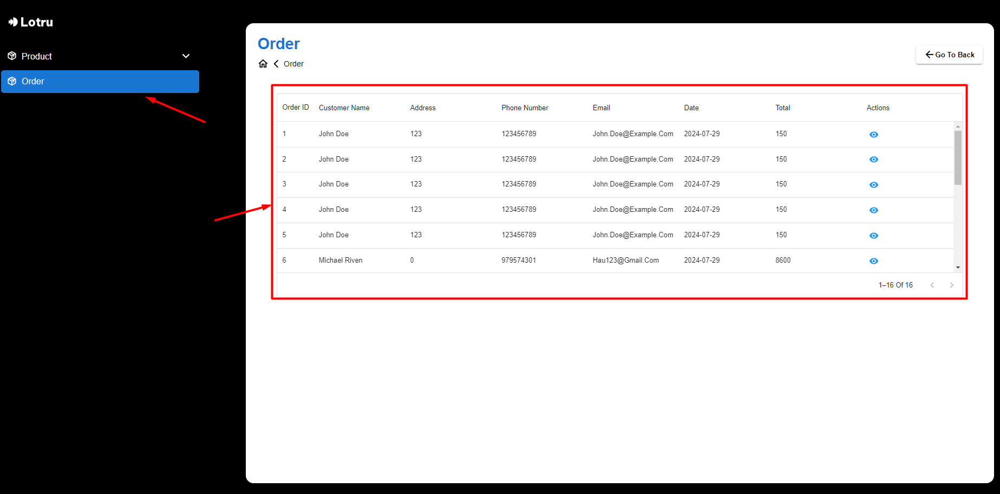 Lotru
Product
Order
Order
Order
Go To Back
Order ID Customer Name Address Phone Number Email Date Total Actions
1 John Doe 123 123456789 John.Doe@Example.Com 2024-07-29 150
2 John Doe 123 123456789 John.Doe@Example.Com 2024-07-29 150
3 John Doe 123 123456789 John.Doe@Example.Com 2024-07-29 150
4 John Doe 123 123456789 John.Doe@Example.Com 2024-07-29 150
5 John Doe 123 123456789 John.Doe@Example.Com 2024-07-29 150
6 Michael Riven 0 979574301 Hau123@Gmail.Com 2024-07-29 8600
1–16 Of 16